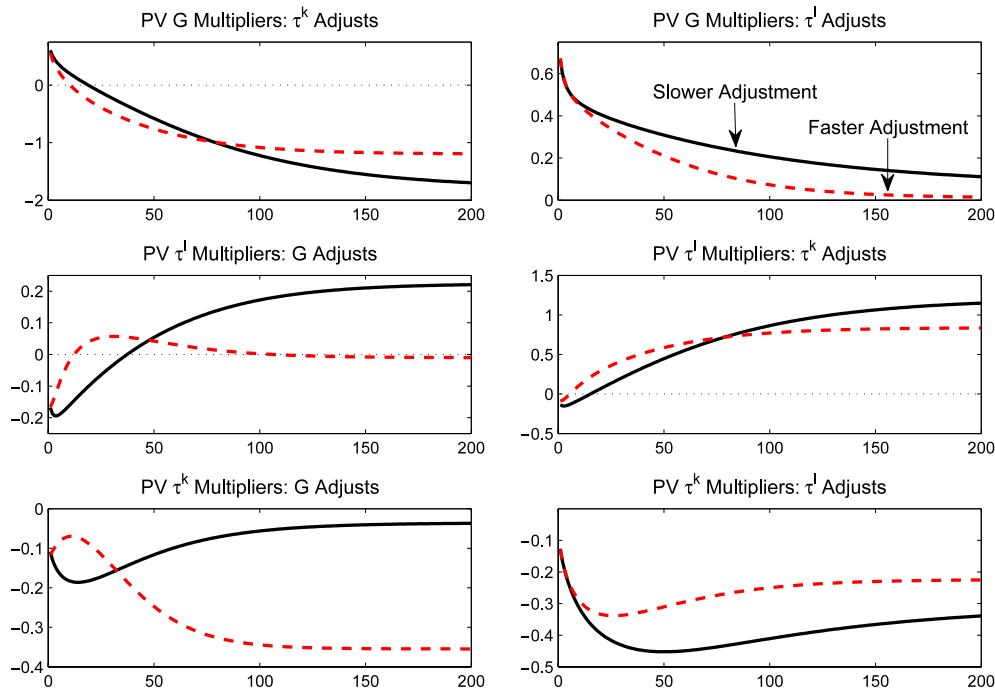 PV G Multipliers: τᵏ Adjusts
0
−1
−2
0 50 100 150 200
PV G Multipliers: τˡ Adjusts
0.6
0.4
0.2
0
0 50 100 150 200
Slower Adjustment
Faster Adjustment
PV τˡ Multipliers: G Adjusts
0.2
0.1
0
−0.1
−0.2
0 50 100 150 200
PV τˡ Multipliers: τᵏ Adjusts
1.5
1
0.5
0
−0.5
0 50 100 150 200
PV τᵏ Multipliers: G Adjusts
0
−0.1
−0.2
−0.3
−0.4
0 50 100 150 200
PV τᵏ Multipliers: τˡ Adjusts
−0.1
−0.2
−0.3
−0.4
−0.5
0 50 100 150 200